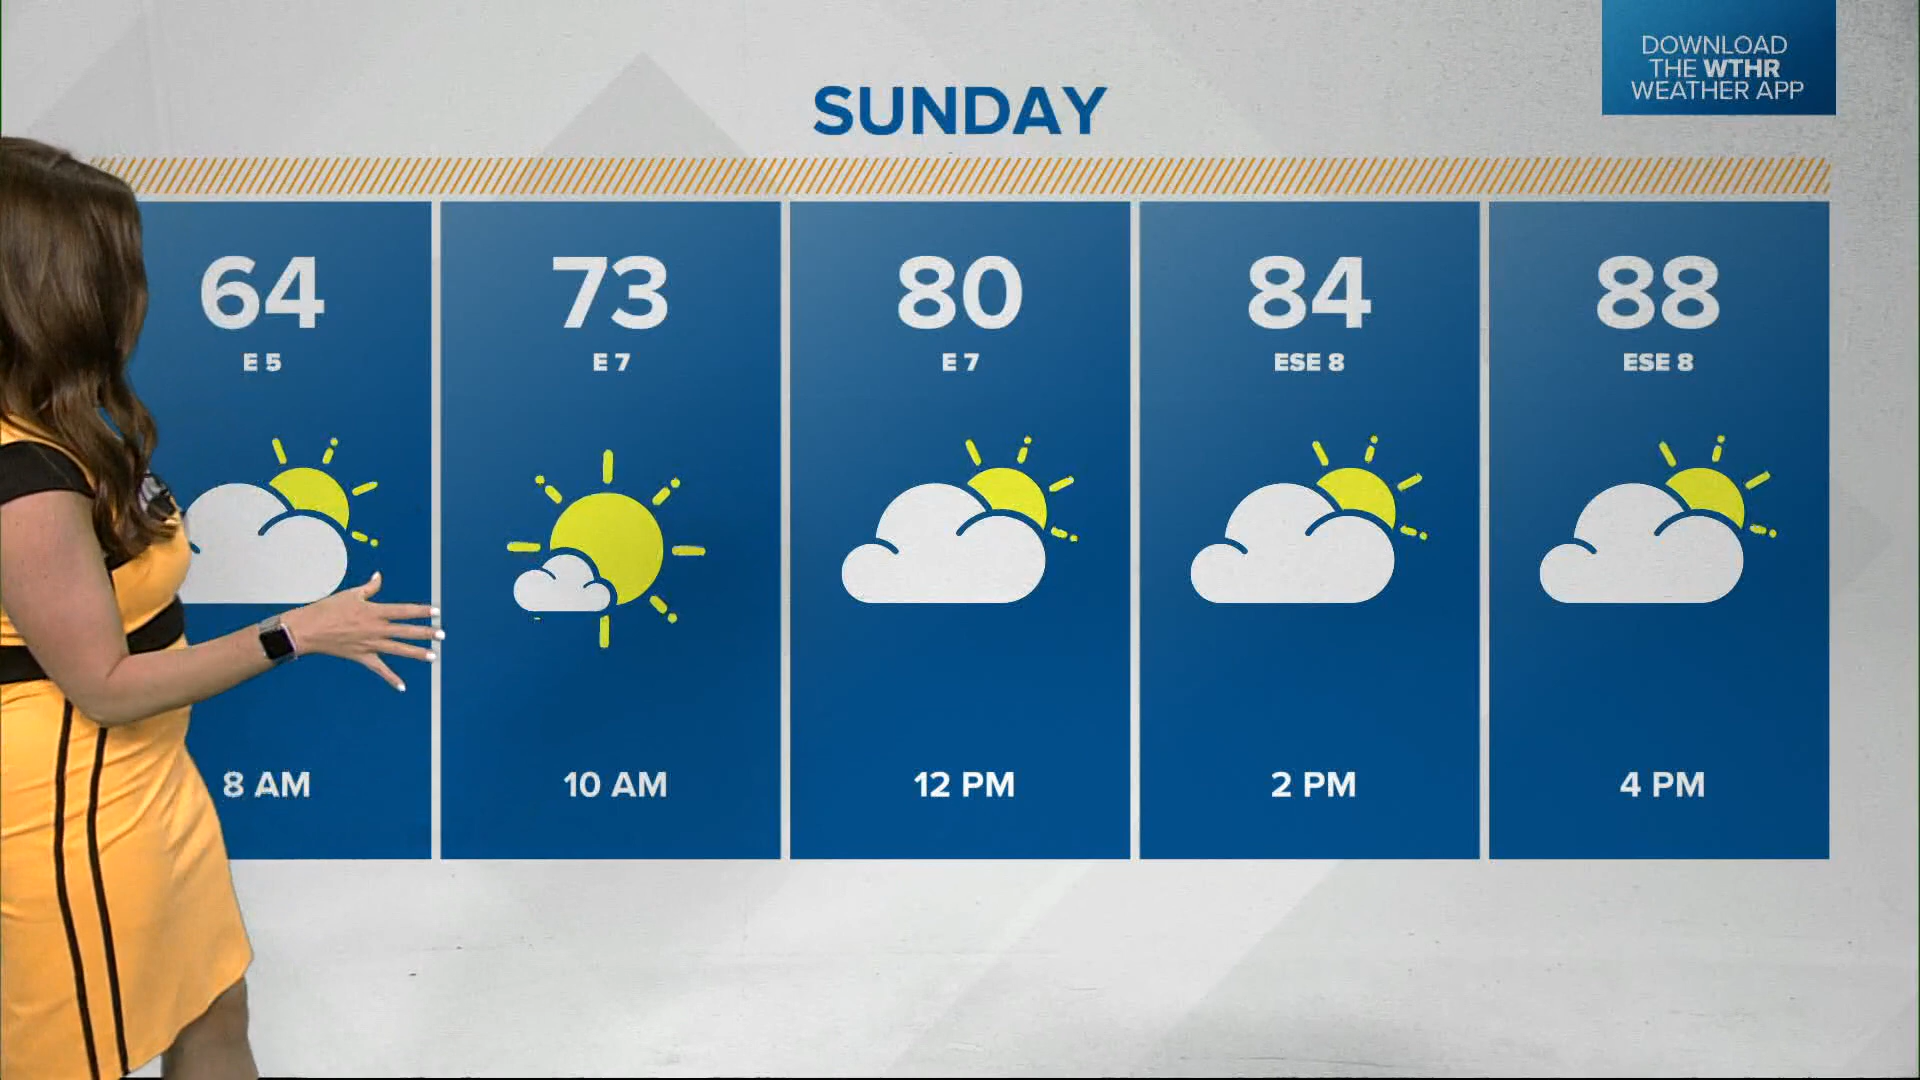 DOWNLOAD
THE WTHR
WEATHER APP
SUNDAY
64
E 5
8 AM
73
E 7
10 AM
80
E 7
12 PM
84
ESE 8
2 PM
88
ESE 8
4 PM